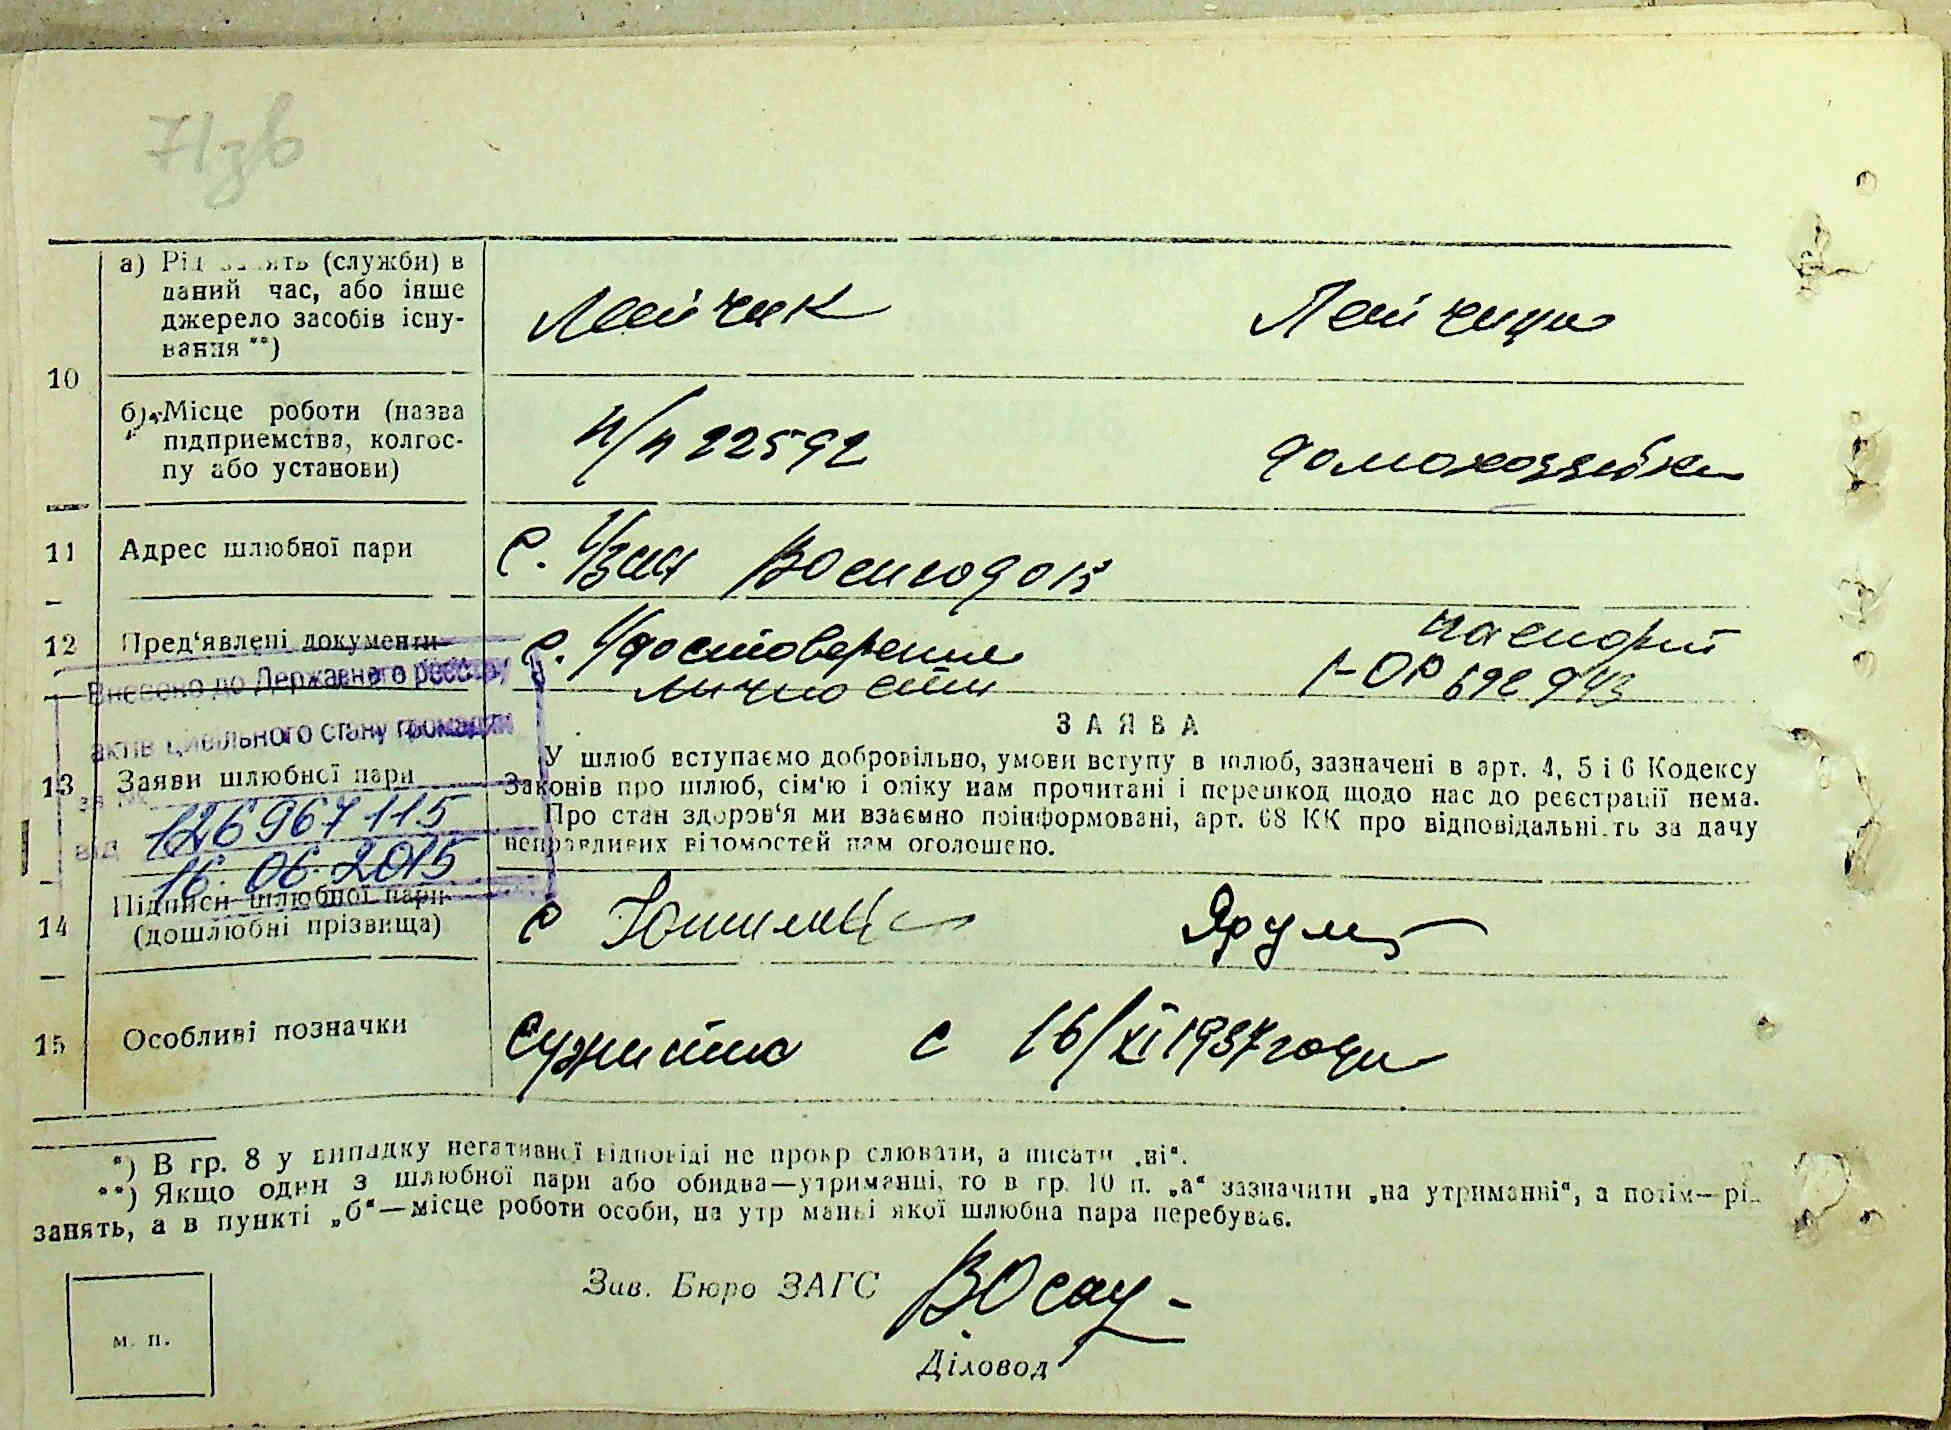 71зв
10
а) Рід занять (служби) в
даний час, або інше
джерело засобів існу-
вання **)
б) Місце роботи (назва
підприємства, колгос-
пу або установи)
п/п 22592
домохозяйка
11 Адрес шлюбної пари
с. Узин Военгородок
12 Пред'явлені документи
Удостоверение
личности
паспорт
I-ОР 692943
Внесено до Державного реєстру
актів цивільного стану громадян
за №
126967115
від
16.06.2015
13 Заяви шлюбної пари
ЗАЯВА
У шлюб вступаємо добровільно, умови вступу в шлюб, зазначені в арт. 4, 5 і 6 Кодексу
Законів про шлюб, сім'ю і опіку нам прочитані і перешкод щодо нас до реєстрації нема.
Про стан здоров'я ми взаємно поінформовані, арт. 68 КК про відповідальність за дачу
неправдивих відомостей нам оголошено.
14 Підписи шлюбної пари
(дошлюбні прізвища)
15 Особливі позначки
с 16/XI 1937 года
*) В гр. 8 у випадку негативної відповіді не прокреслювати, а писати „ні“.
**) Якщо один з шлюбної пари або обидва—утриманці, то в гр. 10 п. „а“ зазначити „на утриманні“, а потім—рід
занять, а в пункті „б“—місце роботи особи, на утриманні якої шлюбна пара перебуває.
Зав. Бюро ЗАГС
Діловод
м. п.